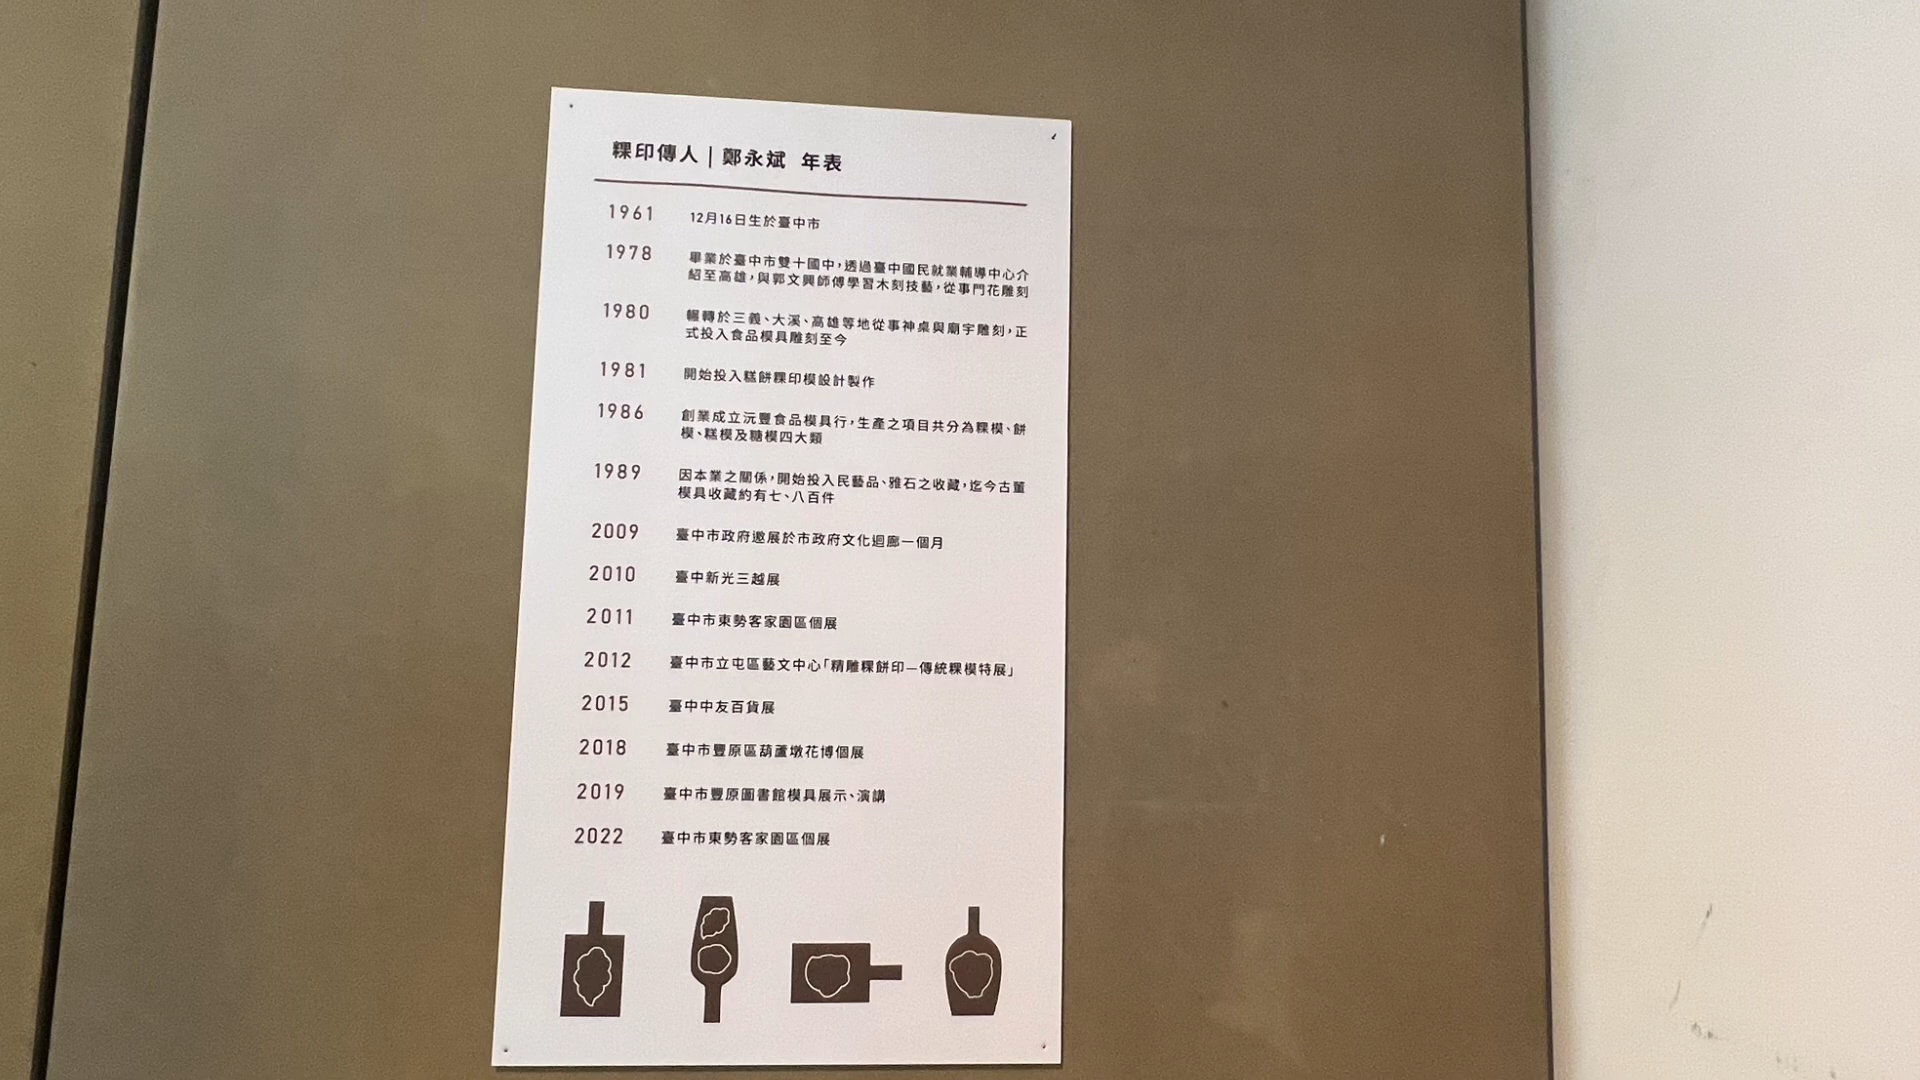 粿印傳人｜鄭永斌 年表
1961 12月16日生於臺中市
1978 畢業於臺中市雙十國中，透過臺中國民就業輔導中心介
紹至高雄，與郭文興師傅學習木刻技藝，從事門花雕刻
1980 輾轉於三義、大溪、高雄等地從事神桌與廟宇雕刻，正
式投入食品模具雕刻至今
1981 開始投入糕餅粿印模設計製作
1986 創業成立沅豐食品模具行，生產之項目共分為粿模、餅
模、糕模及糖模四大類
1989 因本業之關係，開始投入民藝品、雅石之收藏，迄今古董
模具收藏約有七、八百件
2009 臺中市政府邀展於市政府文化迴廊一個月
2010 臺中新光三越展
2011 臺中市東勢客家園區個展
2012 臺中市立屯區藝文中心「精雕粿餅印—傳統粿模特展」
2015 臺中中友百貨展
2018 臺中市豐原區葫蘆墩花博個展
2019 臺中市豐原圖書館模具展示、演講
2022 臺中市東勢客家園區個展